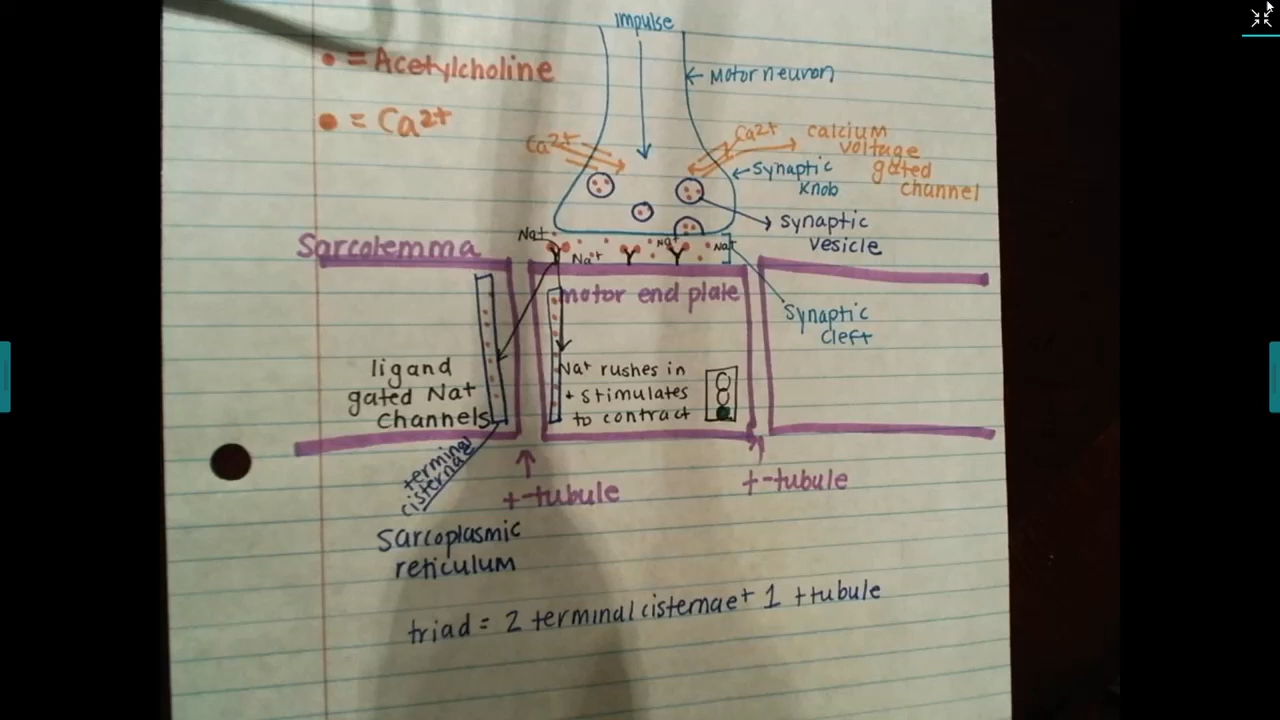 Impulse
• = Acetylcholine
← Motor neuron
• = Ca2+
Ca2+
Ca2+
calcium
voltage
gated
channel
← Synaptic
knob
Synaptic
vesicle
Na+
Na+
Na+
Na+
Sarcolemma
motor end plate
Synaptic
cleft
ligand
gated Na+
Channels
Na+ rushes in
+ stimulates
to contract
terminal
cisternae
t-tubule
t-tubule
Sarcoplasmic
reticulum
triad = 2 terminal cisternae + 1 t tubule